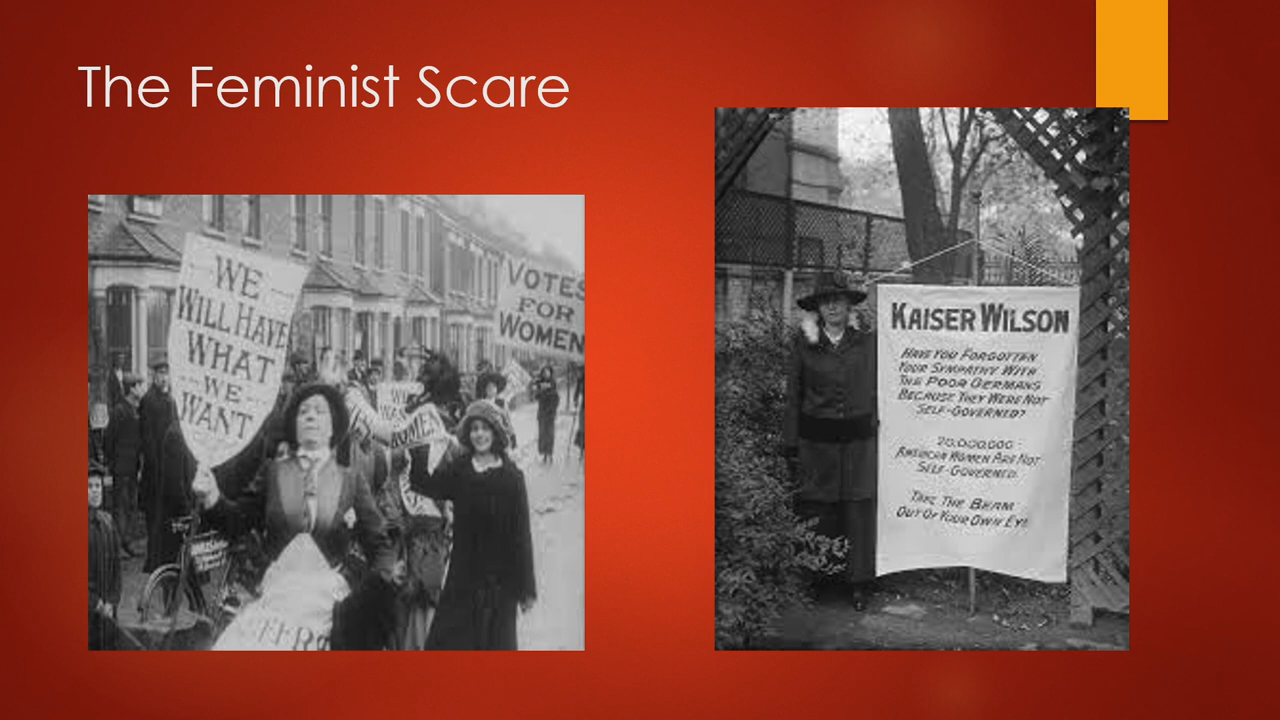 The Feminist Scare
WE
WILL HAVE
WHAT
WE
WANT
VOTES
FOR
WOMEN
KAISER WILSON
HAVE YOU FORGOTTEN
YOUR SYMPATHY WITH
THE POOR GERMANS
BECAUSE THEY WERE NOT
SELF-GOVERNED?
20,000,000
AMERICAN WOMEN ARE NOT
SELF-GOVERNED.
TAKE THE BEAM
OUT OF YOUR OWN EYE